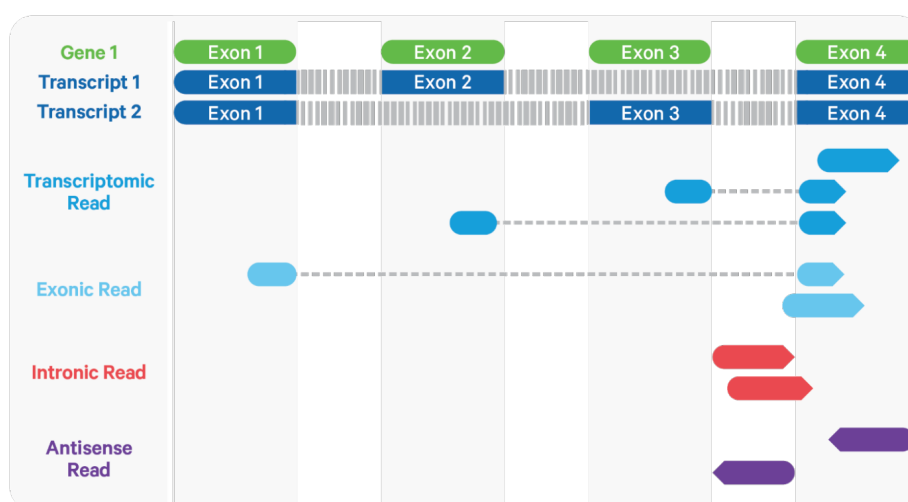 Gene 1 Exon 1 Exon 2 Exon 3 Exon 4
Transcript 1 Exon 1 Exon 2 Exon 4
Transcript 2 Exon 1 Exon 3 Exon 4
Transcriptomic
Read
Exonic Read
Intronic Read
Antisense
Read